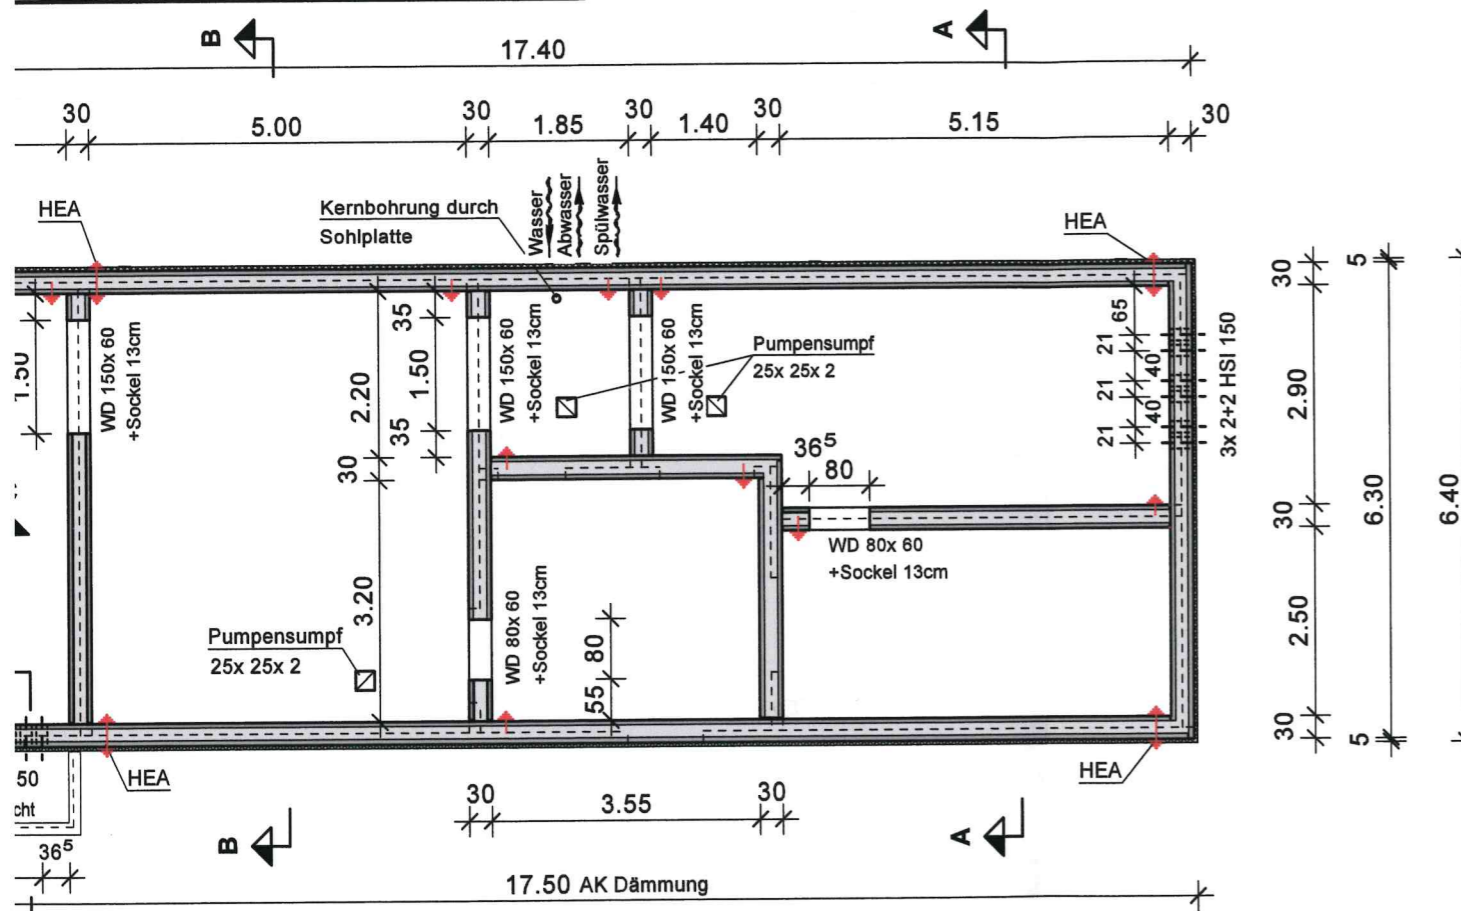 B
A
17.40
30
5.00
30
1.85
30
1.40
30
5.15
30
HEA
Kernbohrung durch
Sohlplatte
Wasser
Abwasser
Spülwasser
HEA
30
5
1.50
WD 150x 60
+Sockel 13cm
2.20
35
1.50
35
WD 150x 60
+Sockel 13cm
WD 150x 60
+Sockel 13cm
Pumpensumpf
25x 25x 2
65
21
40
21
40
21
3x 2+2 HSI 150
2.90
6.30
6.40
30
36⁵
80
30
WD 80x 60
+Sockel 13cm
3.20
WD 80x 60
+Sockel 13cm
80
55
2.50
Pumpensumpf
25x 25x 2
30
5
50
HEA
HEA
cht
30
3.55
30
36⁵
B
A
17.50 AK Dämmung